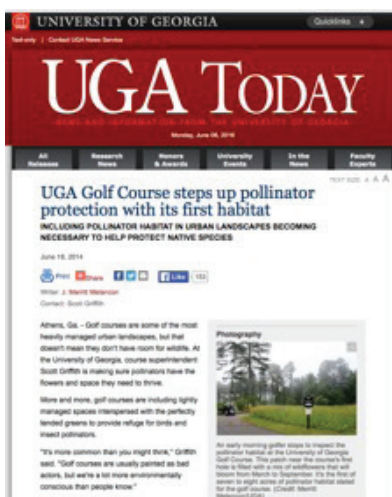 UNIVERSITY OF GEORGIA
Quicklinks
Text-only | Contact UGA News Service
UGA TODAY
NEWS AND INFORMATION FROM THE UNIVERSITY OF GEORGIA
Monday, June 06, 2016
All Releases
Research News
Honors & Awards
University Events
In the News
Faculty Experts
TEXT SIZE: A A A
UGA Golf Course steps up pollinator
protection with its first habitat
INCLUDING POLLINATOR HABITAT IN URBAN LANDSCAPES BECOMING
NECESSARY TO HELP PROTECT NATIVE SPECIES
June 18, 2014
Print Share Like 153
Writer: J. Merritt Melancon
Contact: Scott Griffith
Athens, Ga. - Golf courses are some of the most
heavily managed urban landscapes, but that
doesn't mean they don't have room for wildlife. At
the University of Georgia, course superintendent
Scott Griffith is making sure pollinators have the
flowers and space they need to thrive.
More and more, golf courses are including lightly
managed spaces interspersed with the perfectly
tended greens to provide refuge for birds and
insect pollinators.
"It's more common than you might think," Griffith
said. "Golf courses are usually painted as bad
actors, but we're a lot more environmentally
conscious than people know."
Photography
An early morning golfer stops to inspect the
pollinator habitat at the University of Georgia
Golf Course. This patch near the course's first
hole is filled with a mix of wildflowers that will
bloom from March to September. It's the first of
seven to eight acres of pollinator habitat slated
for the golf course. (Credit: Merritt
Melancon/UGA)